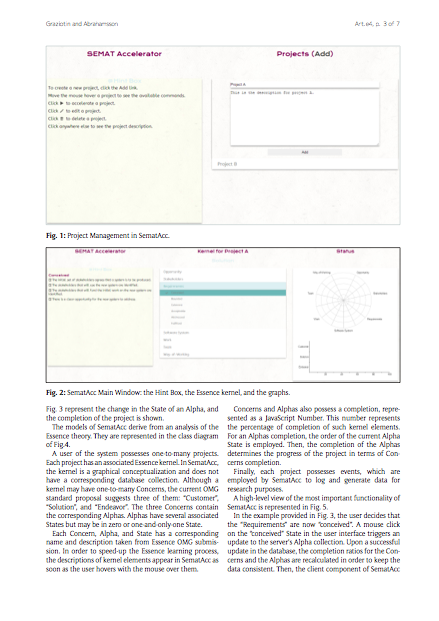 Graziotin and Abrahamsson
Art.e4, p. 3 of 7
SEMAT Accelerator
To create a new project, click the Add link.
Move the mouse hover a project to see the available commands.
Click ▶ to accelerate a project.
Click to edit a project.
Click to delete a project.
Click anywhere else to see the project description.
Projects (Add)
Project A
This is the description for project A.
Add
Project B
Fig. 1: Project Management in SematAcc.
SEMAT Accelerator
Conceived
Kernel for Project A
Status
Fig. 2: SematAcc Main Window: the Hint Box, the Essence kernel, and the graphs.
Fig. 3 represent the change in the State of an Alpha, and
the completion of the project is shown.
The models of SematAcc derive from an analysis of the
Essence theory. They are represented in the class diagram
of Fig.4.
A user of the system possesses one-to-many projects.
Each project has an associated Essence kernel. In SematAcc,
the kernel is a graphical conceptualization and does not
have a corresponding database collection. Although a
kernel may have one-to-many Concerns, the current OMG
standard proposal suggests three of them: "Customer",
"Solution", and "Endeavor". The three Concerns contain
the corresponding Alphas. Alphas have several associated
States but may be in zero or one-and-only-one State.
Each Concern, Alpha, and State has a corresponding
name and description taken from Essence OMG submis-
sion. In order to speed-up the Essence learning process,
the descriptions of kernel elements appear in SematAcc as
soon as the user hovers with the mouse over them.
Concerns and Alphas also possess a completion, repre-
sented as a JavaScript Number. This number represents
the percentage of completion of such kernel elements.
For an Alphas completion, the order of the current Alpha
State is employed. Then, the completion of the Alphas
determines the progress of the project in terms of Con-
cerns completion.
Finally, each project possesses events, which are
employed by SematAcc to log and generate data for
research purposes.
A high-level view of the most important functionality of
SematAcc is represented in Fig. 5.
In the example provided in Fig. 3, the user decides that
the "Requirements" are now "conceived". A mouse click
on the "conceived" State in the user interface triggers an
update to the server's Alpha collection. Upon a successful
update in the database, the completion ratios for the Con-
cerns and the Alphas are recalculated in order to keep the
data consistent. Then, the client component of SematAcc